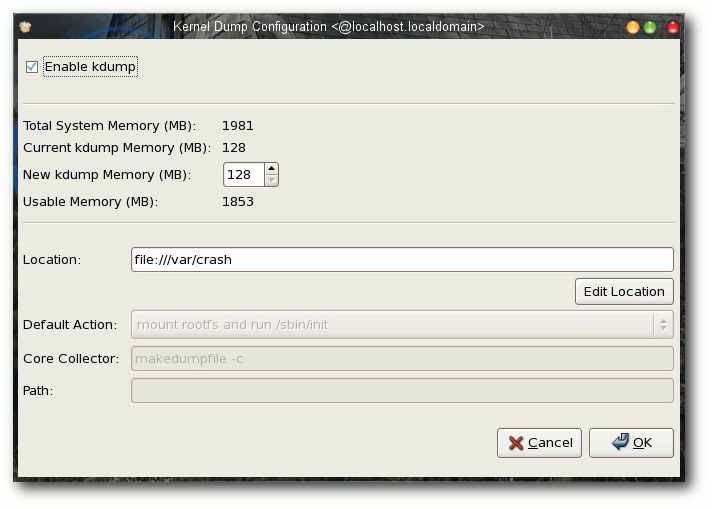 Kernel Dump Configuration <@localhost.localdomain>
Enable kdump
Total System Memory (MB): 1981
Current kdump Memory (MB): 128
New kdump Memory (MB): 128
Usable Memory (MB): 1853
Location: file:///var/crash
Edit Location
Default Action: mount rootfs and run /sbin/init
Core Collector: makedumpfile -c
Path:
Cancel OK